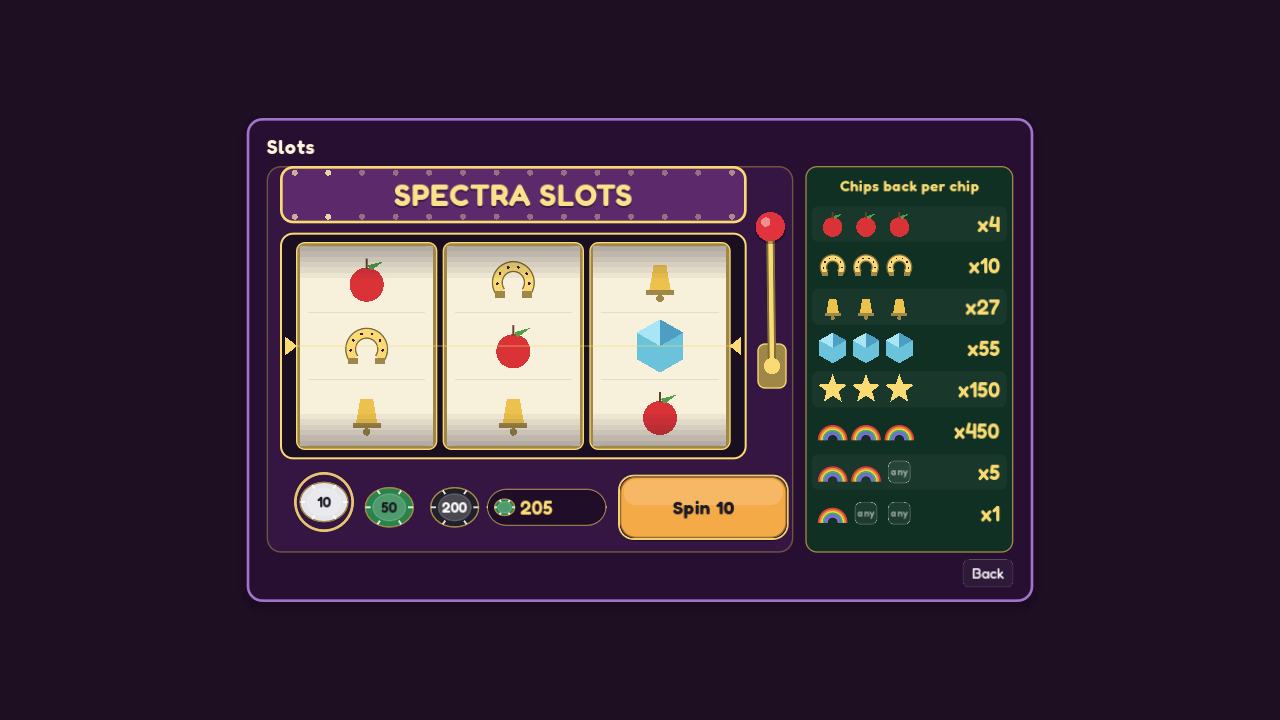 Slots
SPECTRA SLOTS
10
50
200
205
Spin 10
Chips back per chip
x4
x10
x27
x55
x150
x450
any x5
any any x1
Back